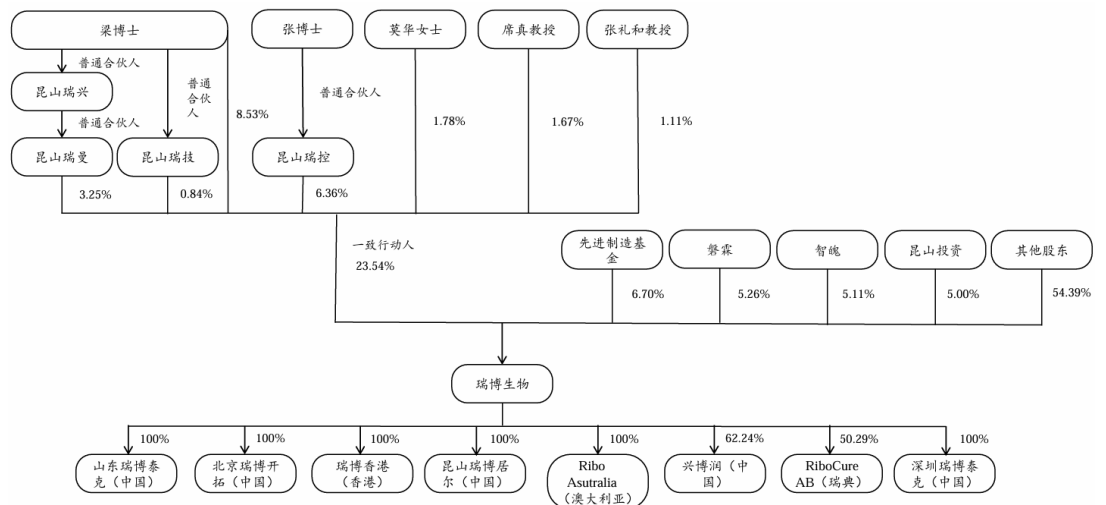 梁博士
张博士
莫华女士
席真教授
张礼和教授
普通合伙人
普通
合伙
人
普通合伙人
昆山瑞兴
8.53%
1.78%
1.67%
1.11%
普通合伙人
昆山瑞曼
昆山瑞技
昆山瑞控
3.25%
0.84%
6.36%
一致行动人
23.54%
先进制造基
金
磐霖
智魄
昆山投资
其他股东
6.70%
5.26%
5.11%
5.00%
54.39%
瑞博生物
100%
100%
100%
100%
100%
62.24%
50.29%
100%
山东瑞博泰
克（中国）
北京瑞博开
拓（中国）
瑞博香港
（香港）
昆山瑞博居
尔（中国）
Ribo
Asutralia
（澳大利亚）
兴博润（中
国）
RiboCure
AB（瑞典）
深圳瑞博泰
克（中国）